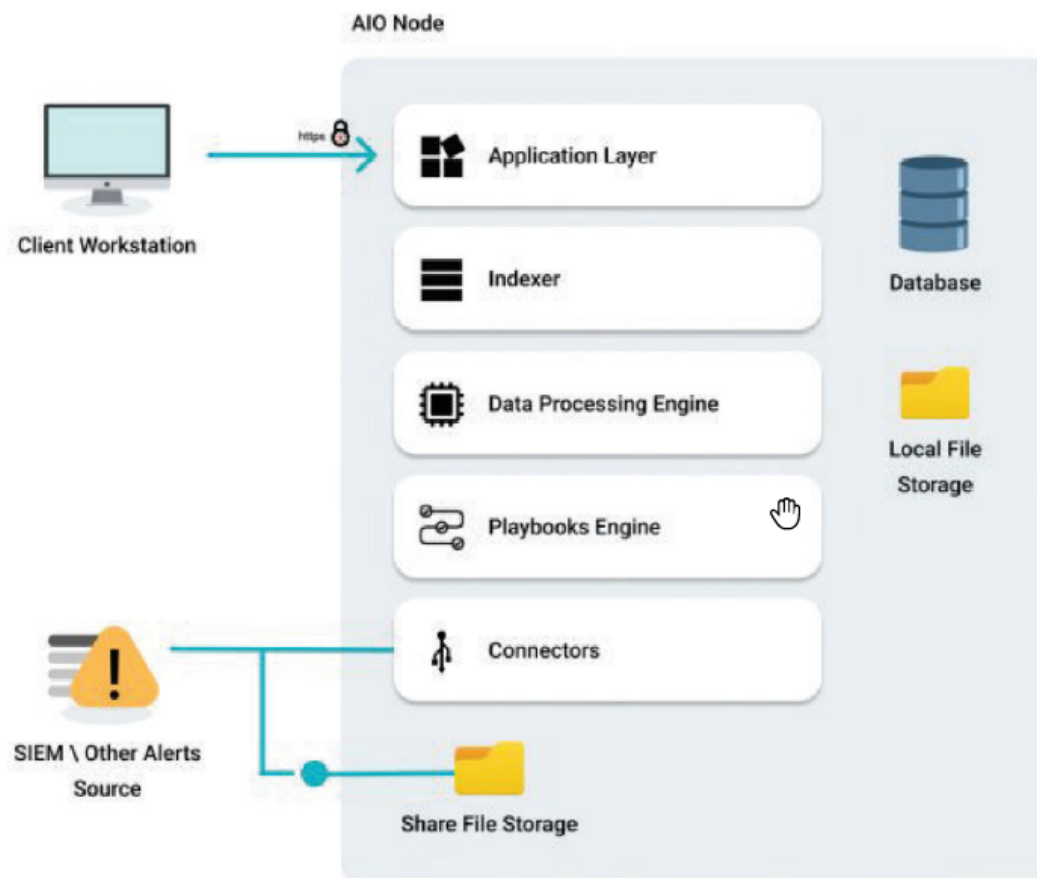 AIO Node
https
Application Layer
Client Workstation
Indexer
Database
Data Processing Engine
Local File
Storage
Playbooks Engine
Connectors
SIEM \ Other Alerts
Source
Share File Storage